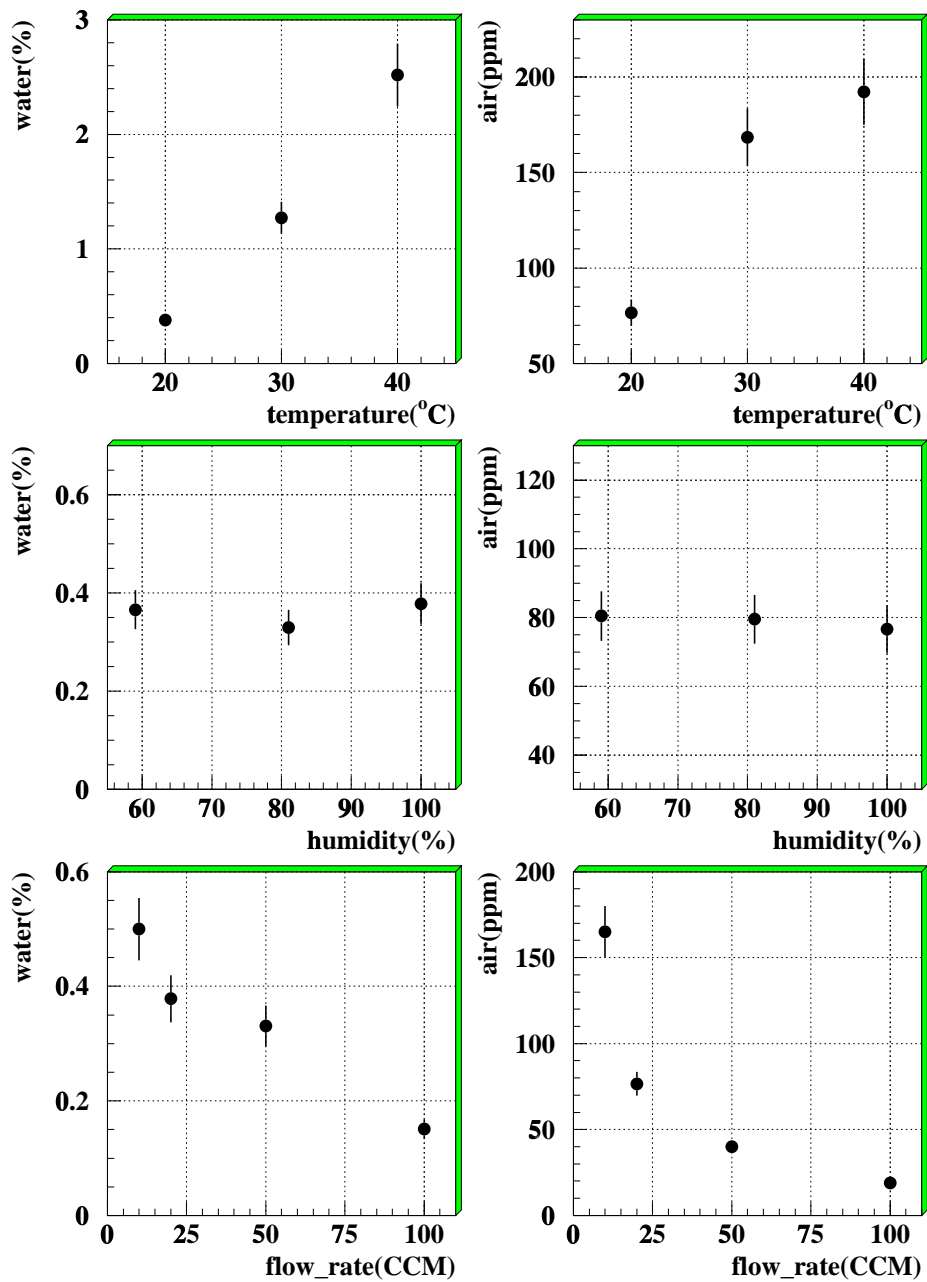 water(%)
3
2
1
0
20 30 40
temperature(°C)
air(ppm)
200
150
100
50
20 30 40
temperature(°C)
water(%)
0.6
0.4
0.2
0
60 70 80 90 100
humidity(%)
air(ppm)
120
100
80
60
40
60 70 80 90 100
humidity(%)
water(%)
0.6
0.4
0.2
0
0 25 50 75 100
flow_rate(CCM)
air(ppm)
200
150
100
50
0
0 25 50 75 100
flow_rate(CCM)